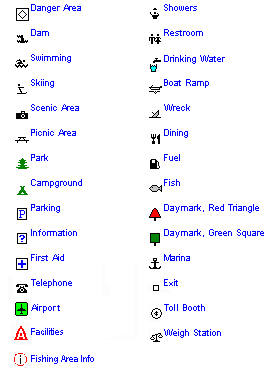 Danger Area
Dam
Swimming
Skiing
Scenic Area
Picnic Area
Park
Campground
P Parking
? Information
First Aid
Telephone
Airport
Facilities
i Fishing Area Info
Showers
Restroom
Drinking Water
Boat Ramp
Wreck
Dining
Fuel
Fish
Daymark, Red Triangle
Daymark, Green Square
Marina
Exit
Toll Booth
Weigh Station